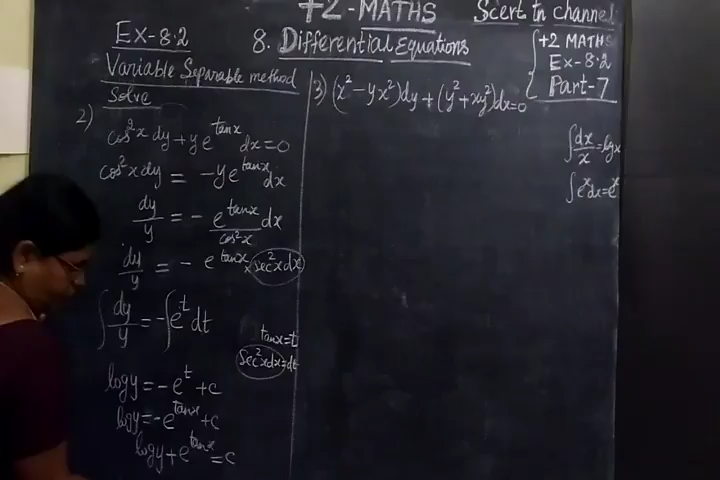 +2-MATHS
Scert tn channel
8. Differential Equations
+2 MATHS
Ex-8.2
Part-7
Ex-8.2
Variable Separable method
Solve
2) cos²x dy + y e^tanx dx = 0
cos²x dy = -y e^tanx dx
dy/y = - e^tanx/cos²x dx
dy/y = - e^tanx × sec²x dx
∫ dy/y = -∫ e^t dt
tanx = t
Sec²x dx = dt
log y = -e^t + c
log y = -e^tanx + c
log y + e^tanx = c
3) (x² - yx²)dy + (y² + xy²)dx = 0
∫ dx/x = log x
∫ e^x dx = e^x